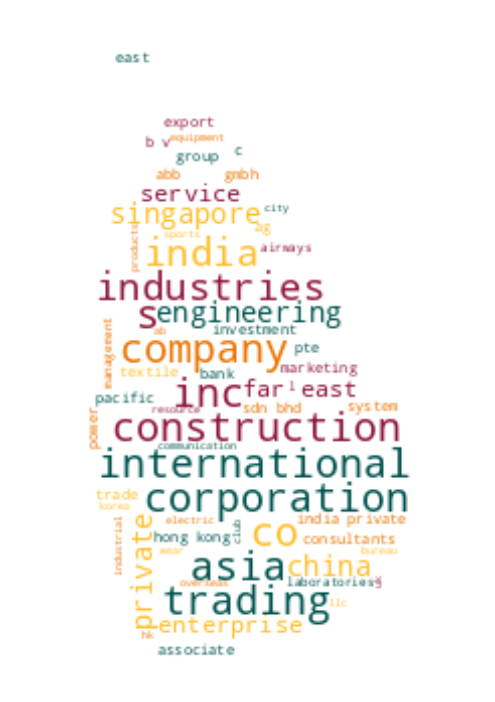 east
export
b v equipment
group c
abb gmbh
service
singapore city
ag
sports
products
india airways
industries
s engineering
ab investment
company pte
management
textile bank marketing
inc far l east
pacific
resource sdn bhd system
power
construction
communication
international
trade corporation
korea
electric india private
industrial
private
hong kong club co consultants
wear bureau
asia china
overseas laboratories
trading llc
enterprise
hk
associate